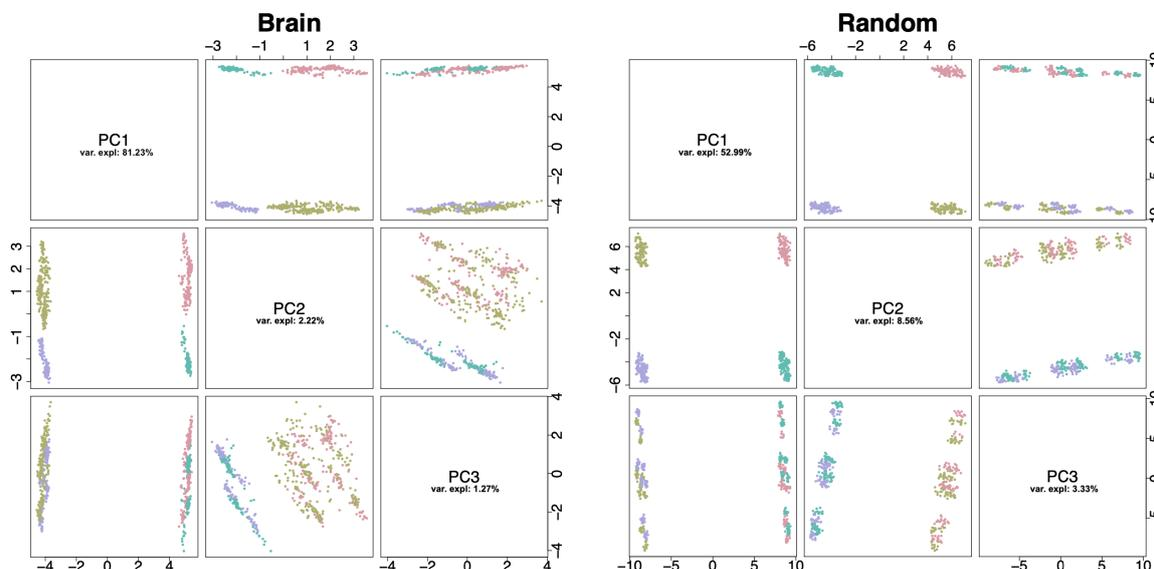 Brain
Random
−3 −1 1 2 3
−6 −2 2 4 6
PC1
var. expl: 81.23%
−4 −2 0 2 4
PC1
var. expl: 52.99%
−3 −1 1 2 3
PC2
var. expl: 2.22%
−6 −2 2 4 6
PC2
var. expl: 8.56%
PC3
var. expl: 1.27%
−4 −2 0 2 4
PC3
var. expl: 3.33%
−4 −2 0 2 4
−4 −2 0 2 4
−10 −5 0 5 10
−5 0 5 10